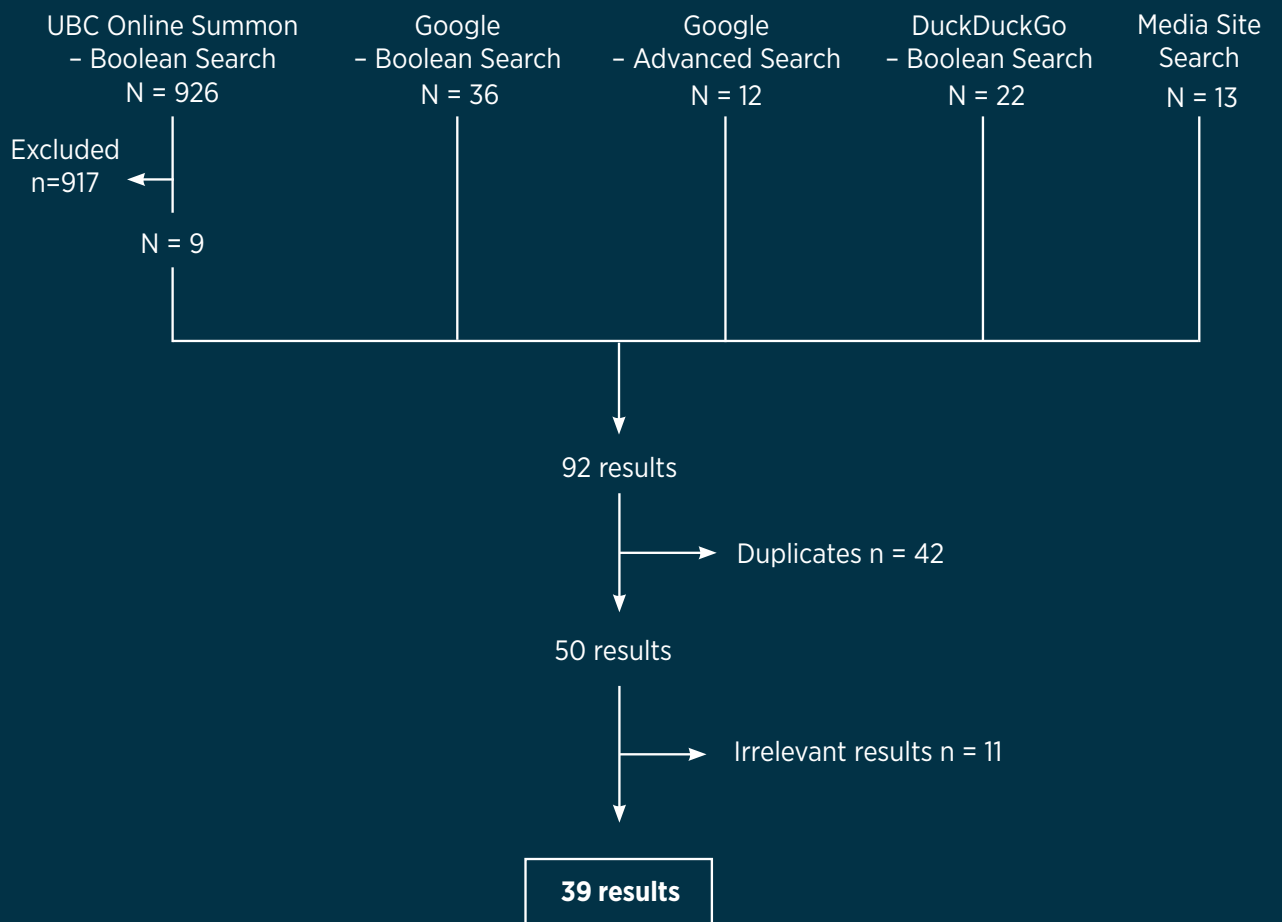 UBC Online Summon
– Boolean Search
N = 926
Google
– Boolean Search
N = 36
Google
– Advanced Search
N = 12
DuckDuckGo
– Boolean Search
N = 22
Media Site
Search
N = 13
Excluded
n=917
N = 9
92 results
Duplicates n = 42
50 results
Irrelevant results n = 11
39 results